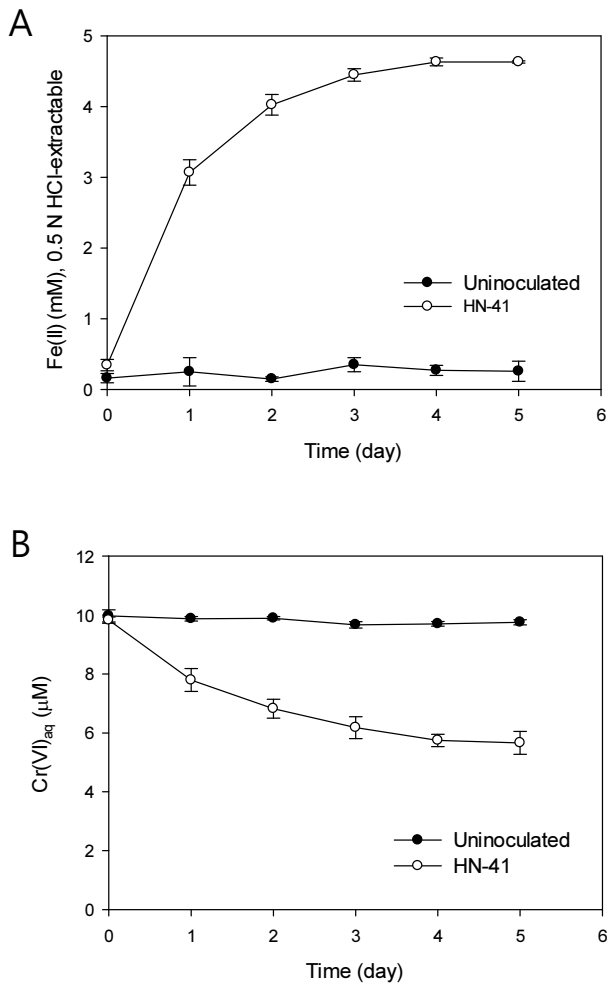 A
Fe(II) (mM), 0.5 N HCl-extractable
5
4
3
2
1
0
Uninoculated
HN-41
0 1 2 3 4 5 6
Time (day)
B
Cr(VI)aq (μM)
12
10
8
6
4
2
0
Uninoculated
HN-41
0 1 2 3 4 5 6
Time (day)